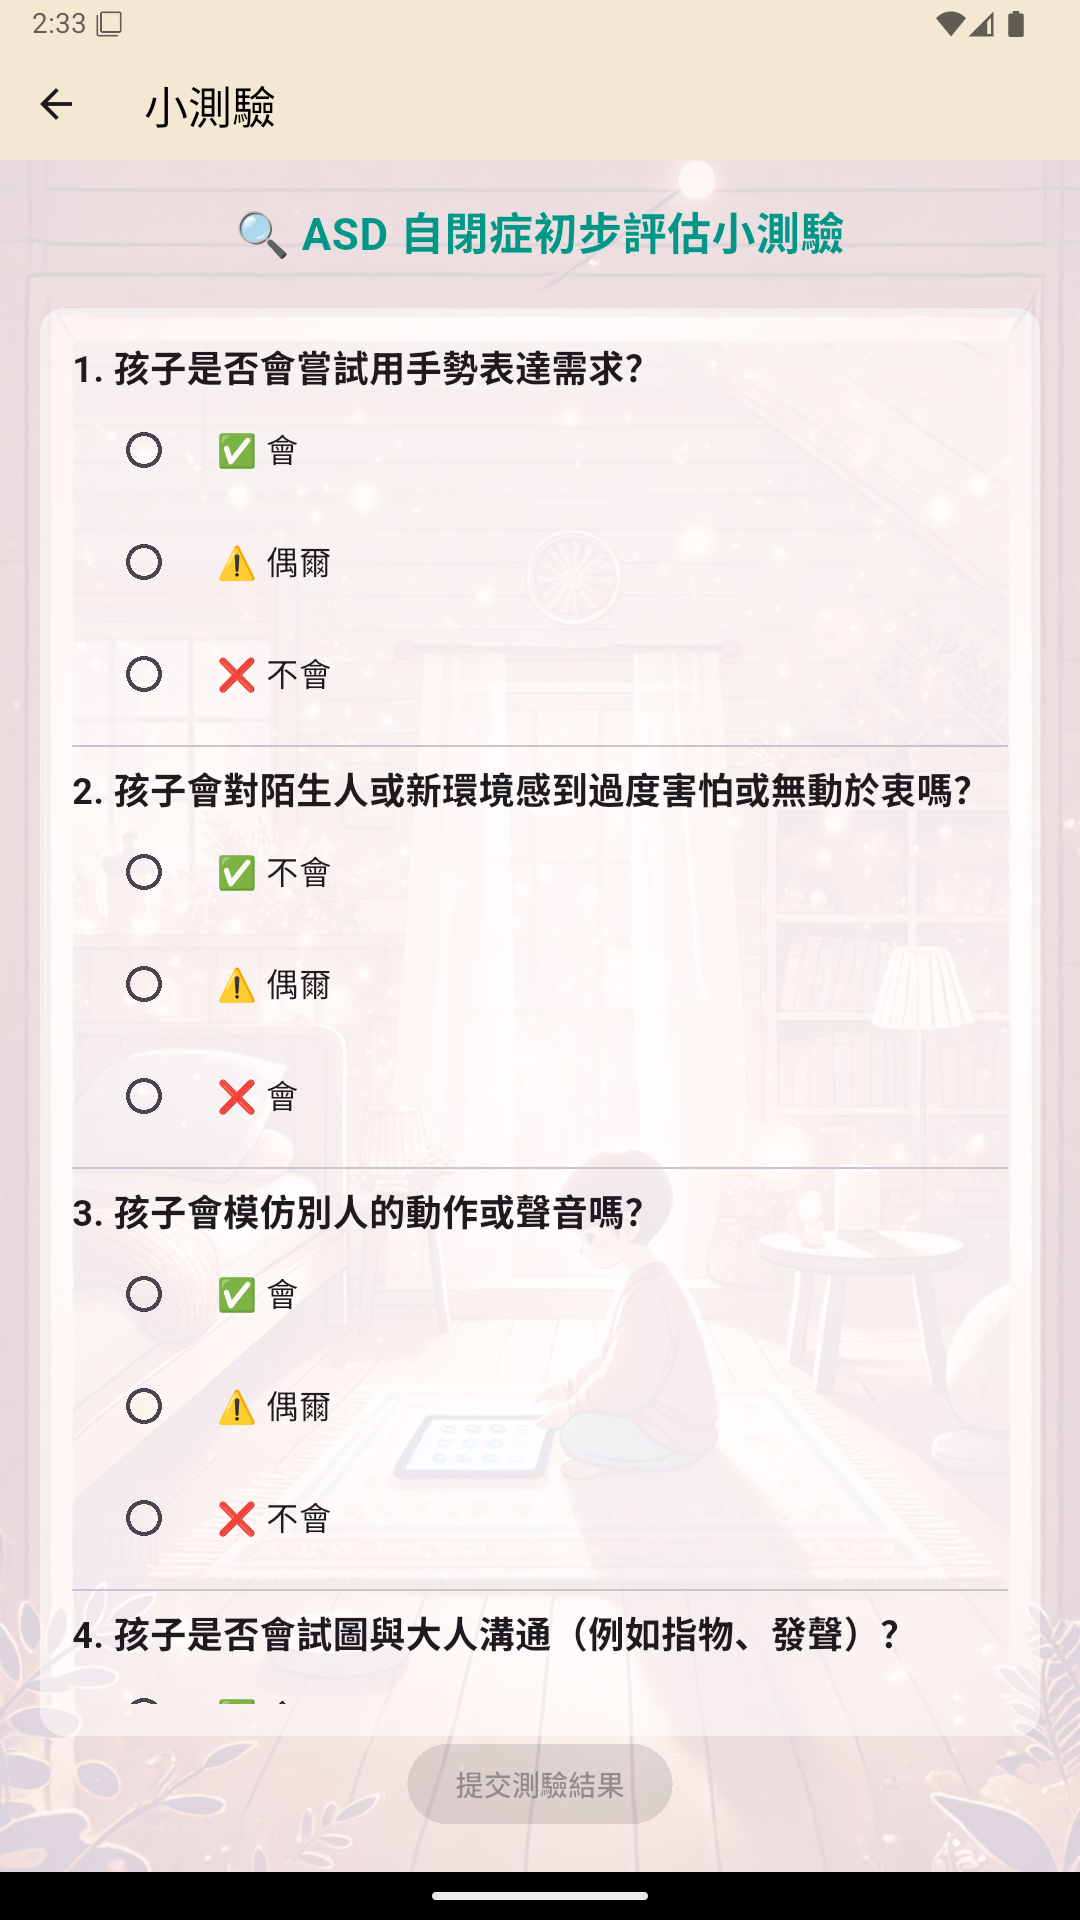 2:33
小測驗
🔍 ASD 自閉症初步評估小測驗
1. 孩子是否會嘗試用手勢表達需求?
✅ 會
⚠️ 偶爾
❌ 不會
2. 孩子會對陌生人或新環境感到過度害怕或無動於衷嗎?
✅ 不會
⚠️ 偶爾
❌ 會
3. 孩子會模仿別人的動作或聲音嗎?
✅ 會
⚠️ 偶爾
❌ 不會
4. 孩子是否會試圖與大人溝通（例如指物、發聲）?
提交測驗結果